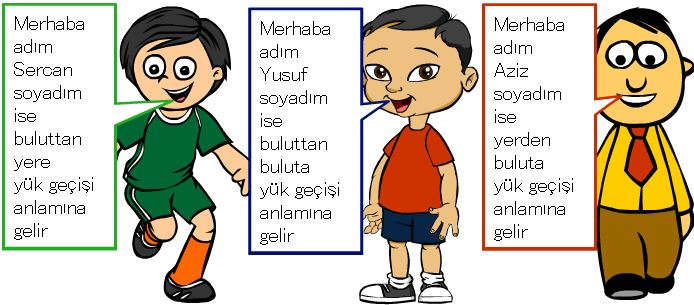 Merhaba
adım
Sercan
soyadım
ise
buluttan
yere
yük geçişi
anlamına
gelir
Merhaba
adım
Yusuf
soyadım
ise
buluttan
buluta
yük geçişi
anlamına
gelir
Merhaba
adım
Aziz
soyadım
ise
yerden
buluta
yük geçişi
anlamına
gelir